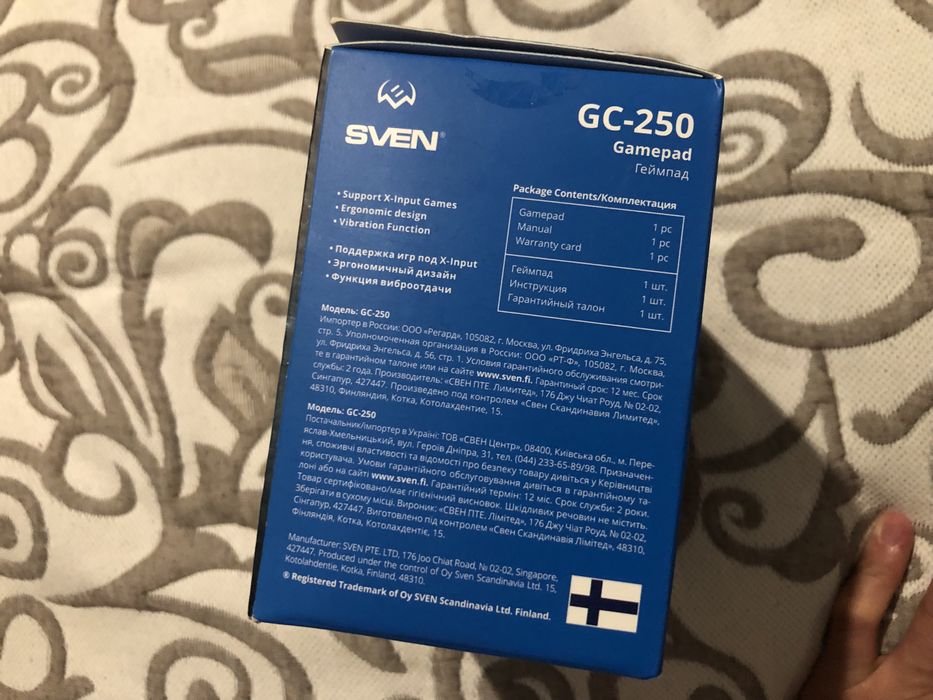 SVEN®
GC-250
Gamepad
Геймпад
• Support X-Input Games
• Ergonomic design
• Vibration Function
• Поддержка игр под X-Input
• Эргономичный дизайн
• Функция виброотдачи
Package Contents/Комплектация
Gamepad 1 pc
Manual 1 pc
Warranty card 1 pc
Геймпад 1 шт.
Инструкция 1 шт.
Гарантийный талон 1 шт.
Модель: GC-250
Импортер в России: ООО «Регард», 105082, г. Москва, ул. Фридриха Энгельса, д. 75,
стр. 5. Уполномоченная организация в России: ООО «РТ-Ф», 105082, г. Москва,
ул. Фридриха Энгельса, д. 56, стр. 1. Условия гарантийного обслуживания смотри-
те в гарантийном талоне или на сайте www.sven.fi. Гарантиный срок: 12 мес. Срок
службы: 2 года. Производитель: «СВЕН ПТЕ. Лимитед», 176 Джу Чиат Роуд, № 02-02,
Сингапур, 427447. Произведено под контролем «Свен Скандинавия Лимитед»,
48310, Финляндия, Котка, Котолахдентие, 15.
Модель: GC-250
Постачальник/імпортер в Україні: ТОВ «СВЕН Центр», 08400, Київська обл., м. Пере-
яслав-Хмельницький, вул. Героїв Дніпра, 31, тел. (044) 233-65-89/98. Призначен-
ня, споживчі властивості та відомості про безпеку товару дивіться у Керівництві
користувача. Умови гарантійного обслуговування дивіться в гарантійному та-
лоні або на сайті www.sven.fi. Гарантійний термін: 12 міс. Срок служби: 2 роки.
Товар сертифіковано/має гігієнічний висновок. Шкідливих речовин не містить.
Зберігати в сухому місці. Вироник: «СВЕН ПТЕ. Лімітед», 176 Джу Чіат Роуд, № 02-02,
Сінгапур, 427447. Виготовлено під контролем «Свен Скандинавія Лімітед», 48310,
Фінляндія, Котка, Котолахдентіє, 15.
Manufacturer: SVEN PTE. LTD, 176 Joo Chiat Road, № 02-02, Singapore,
427447. Produced under the control of Oy Sven Scandinavia Ltd. 15,
Kotolahdentie, Kotka, Finland, 48310.
® Registered Trademark of Oy SVEN Scandinavia Ltd. Finland.